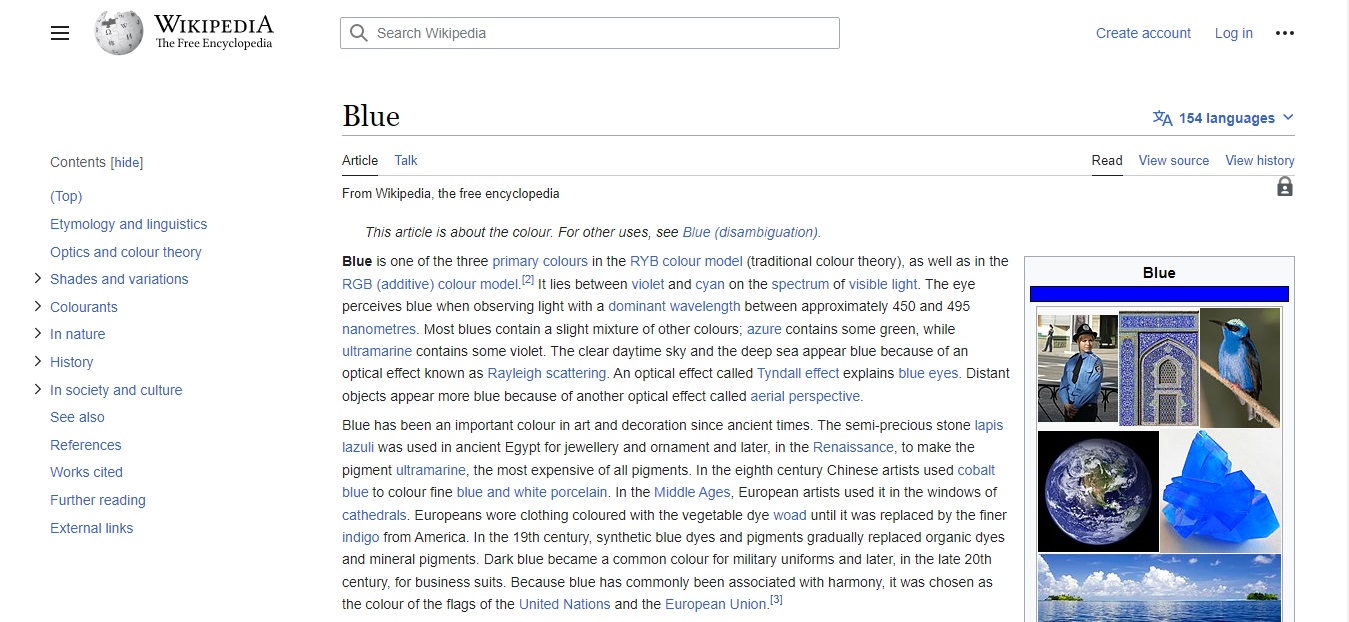 WIKIPEDIA
The Free Encyclopedia
Search Wikipedia
Create account
Log in
Blue
154 languages
Contents [hide]
(Top)
Etymology and linguistics
Optics and colour theory
Shades and variations
Colourants
In nature
History
In society and culture
See also
References
Works cited
Further reading
External links
Article Talk
Read View source View history
From Wikipedia, the free encyclopedia
This article is about the colour. For other uses, see Blue (disambiguation).
Blue is one of the three primary colours in the RYB colour model (traditional colour theory), as well as in the
RGB (additive) colour model.[2] It lies between violet and cyan on the spectrum of visible light. The eye
perceives blue when observing light with a dominant wavelength between approximately 450 and 495
nanometres. Most blues contain a slight mixture of other colours; azure contains some green, while
ultramarine contains some violet. The clear daytime sky and the deep sea appear blue because of an
optical effect known as Rayleigh scattering. An optical effect called Tyndall effect explains blue eyes. Distant
objects appear more blue because of another optical effect called aerial perspective.
Blue has been an important colour in art and decoration since ancient times. The semi-precious stone lapis
lazuli was used in ancient Egypt for jewellery and ornament and later, in the Renaissance, to make the
pigment ultramarine, the most expensive of all pigments. In the eighth century Chinese artists used cobalt
blue to colour fine blue and white porcelain. In the Middle Ages, European artists used it in the windows of
cathedrals. Europeans wore clothing coloured with the vegetable dye woad until it was replaced by the finer
indigo from America. In the 19th century, synthetic blue dyes and pigments gradually replaced organic dyes
and mineral pigments. Dark blue became a common colour for military uniforms and later, in the late 20th
century, for business suits. Because blue has commonly been associated with harmony, it was chosen as
the colour of the flags of the United Nations and the European Union.[3]
Blue